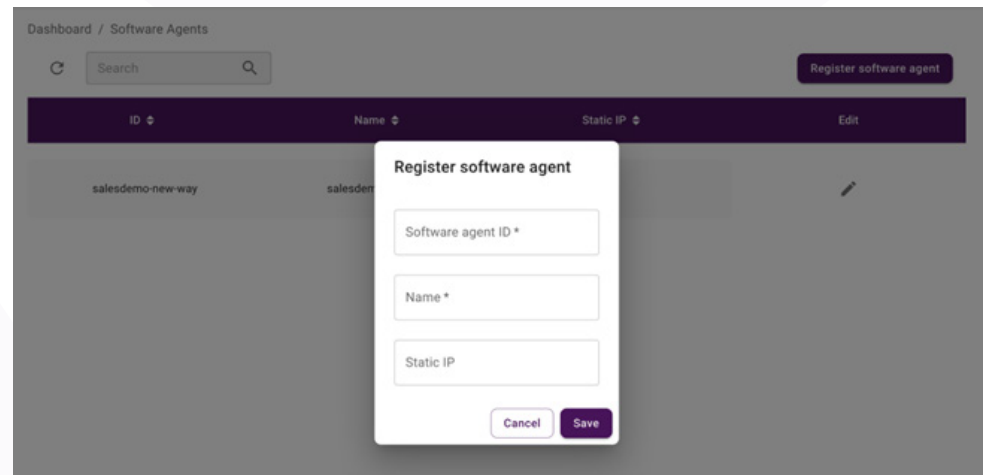 Dashboard / Software Agents
Search
Register software agent
ID Name Static IP Edit
Register software agent
salesdemo-new-way
Software agent ID *
Name *
Static IP
Cancel Save